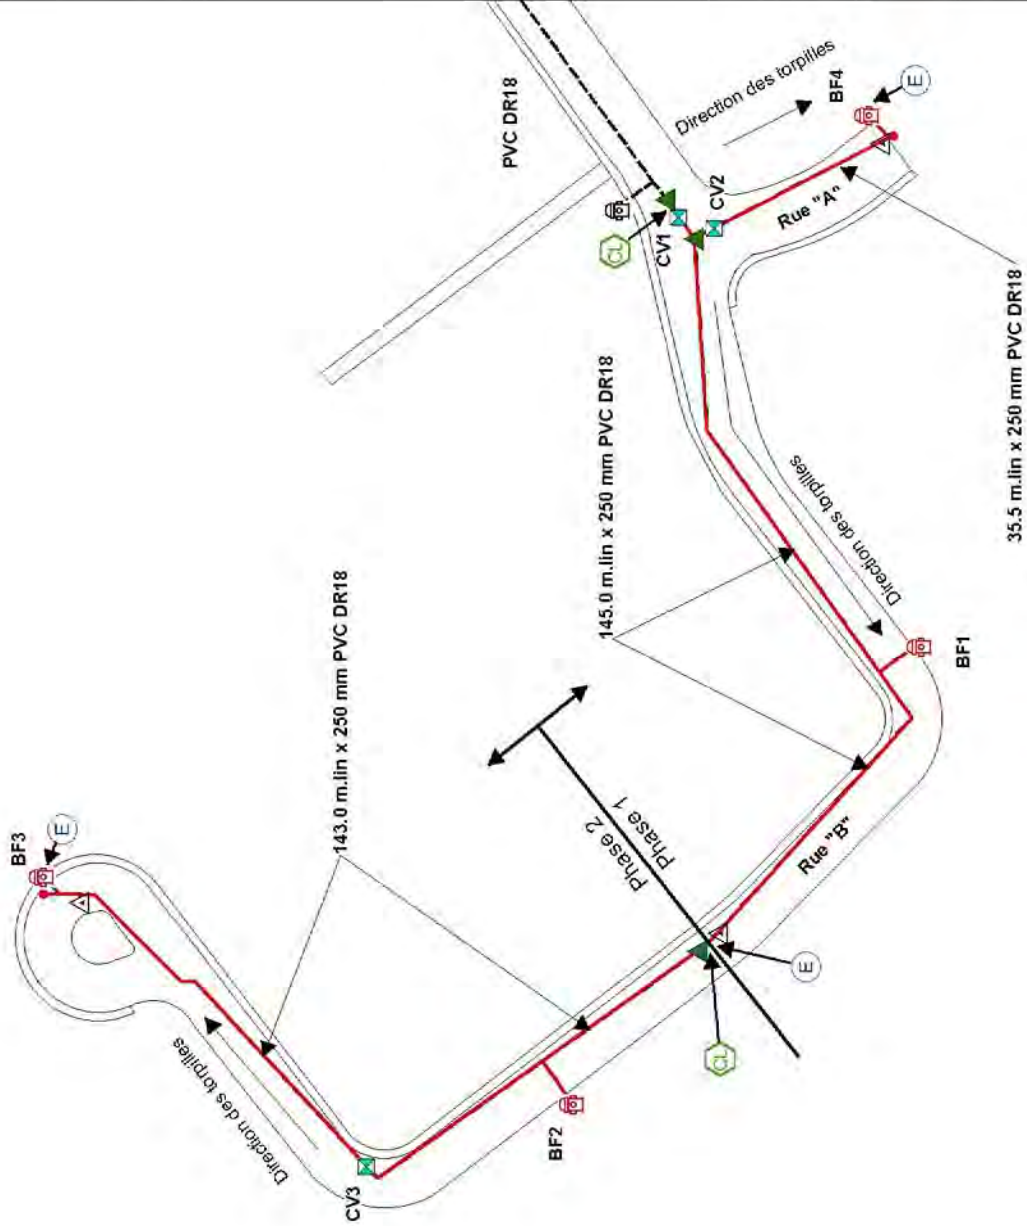 PVC DR18
Direction des torpilles
BF4
E
CL
CV1
CV2
Rue "A"
35.5 m.lin x 250 mm PVC DR18
145.0 m.lin x 250 mm PVC DR18
Direction des torpilles
BF1
143.0 m.lin x 250 mm PVC DR18
Phase 2
Phase 1
Rue "B"
BF3
E
E
CL
Direction des torpilles
BF2
CV3